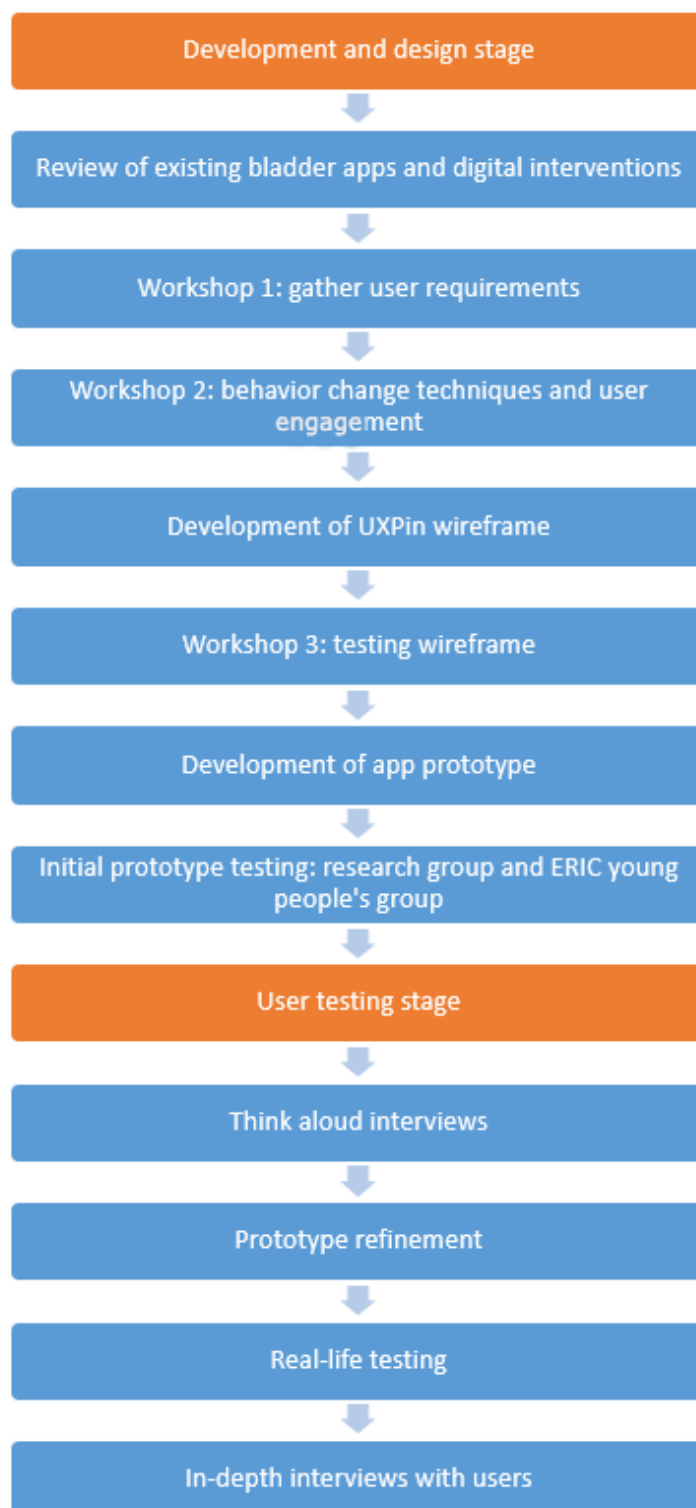 Development and design stage
Review of existing bladder apps and digital interventions
Workshop 1: gather user requirements
Workshop 2: behavior change techniques and user
engagement
Development of UXPin wireframe
Workshop 3: testing wireframe
Development of app prototype
Initial prototype testing: research group and ERIC young
people's group
User testing stage
Think aloud interviews
Prototype refinement
Real-life testing
In-depth interviews with users